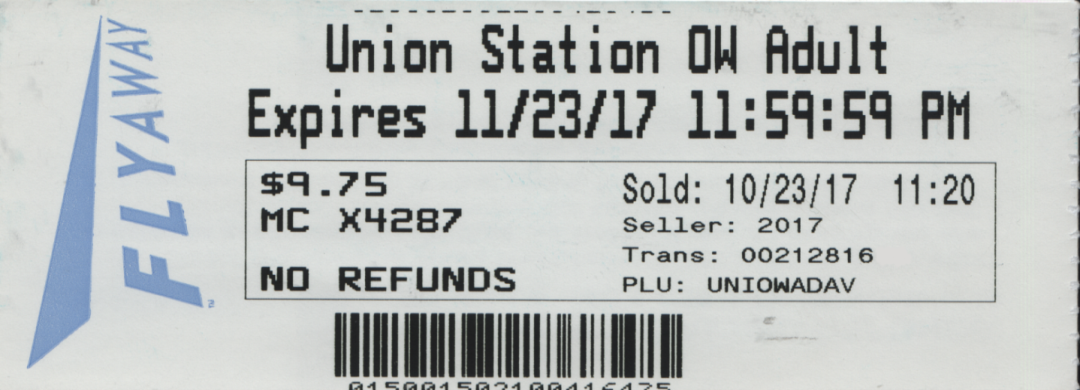 FLYAWAY
Union Station OW Adult
Expires 11/23/17 11:59:59 PM
$9.75
MC X4287
NO REFUNDS
Sold: 10/23/17 11:20
Seller: 2017
Trans: 00212816
PLU: UNIOWADAV